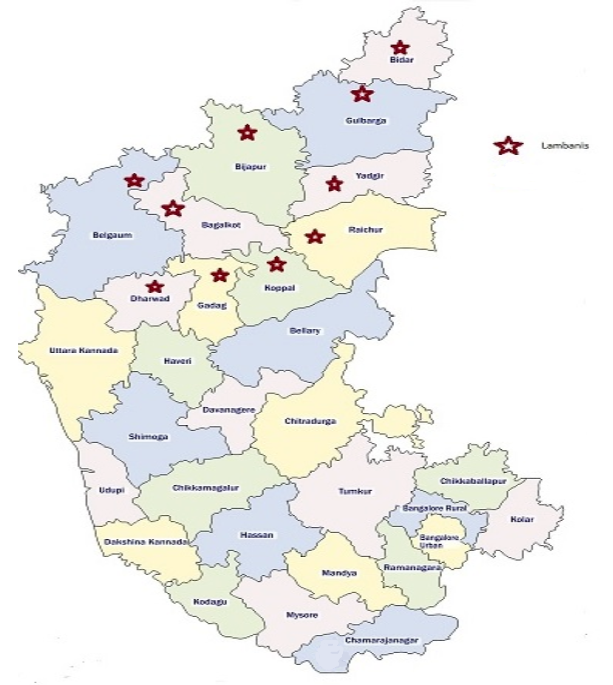 Bidar
Gulbarga
Lambanis
Bijapur
Yadgir
Belgaum
Bagalkot
Raichur
Dharwad
Gadag
Koppal
Bellary
Uttara Kannada
Haveri
Davanagere
Chitradurga
Shimoga
Chikkaballapur
Udupi
Chikkamagalur
Tumkur
Bangalore Rural
Kolar
Hassan
Dakshina Kannada
Bangalore
Urban
Mandya
Ramanagara
Kodagu
Mysore
Chamarajanagar